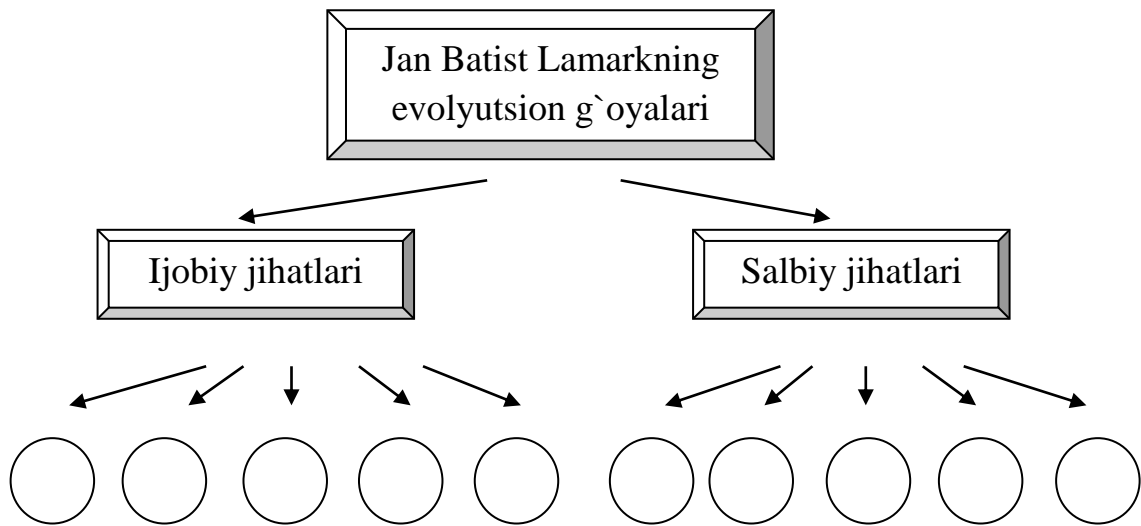 Jan Batist Lamarkning
evolyutsion g`oyalari
Ijobiy jihatlari
Salbiy jihatlari